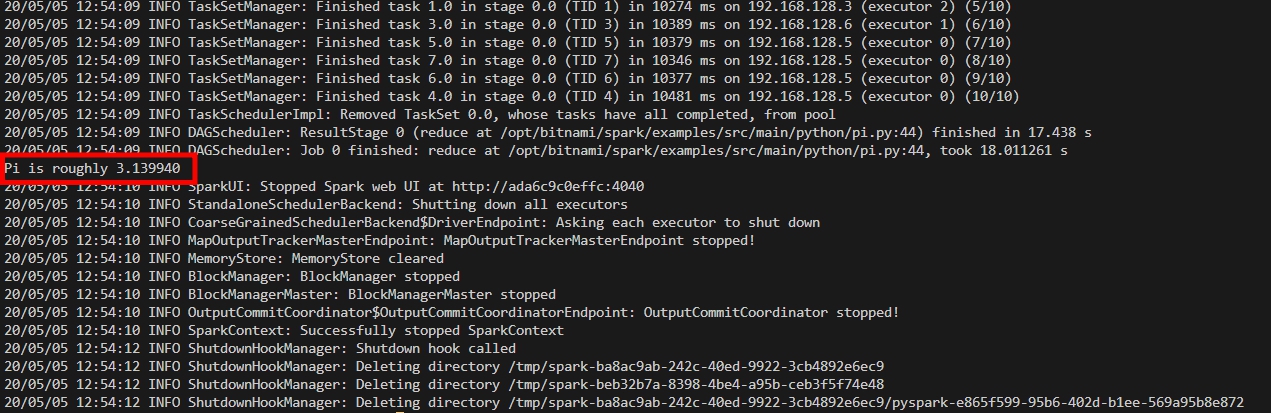 20/05/05 12:54:09 INFO TaskSetManager: Finished task 1.0 in stage 0.0 (TID 1) in 10274 ms on 192.168.128.3 (executor 2) (5/10)
20/05/05 12:54:09 INFO TaskSetManager: Finished task 3.0 in stage 0.0 (TID 3) in 10389 ms on 192.168.128.6 (executor 1) (6/10)
20/05/05 12:54:09 INFO TaskSetManager: Finished task 5.0 in stage 0.0 (TID 5) in 10379 ms on 192.168.128.5 (executor 0) (7/10)
20/05/05 12:54:09 INFO TaskSetManager: Finished task 7.0 in stage 0.0 (TID 7) in 10346 ms on 192.168.128.5 (executor 0) (8/10)
20/05/05 12:54:09 INFO TaskSetManager: Finished task 6.0 in stage 0.0 (TID 6) in 10377 ms on 192.168.128.5 (executor 0) (9/10)
20/05/05 12:54:09 INFO TaskSetManager: Finished task 4.0 in stage 0.0 (TID 4) in 10481 ms on 192.168.128.5 (executor 0) (10/10)
20/05/05 12:54:09 INFO TaskSchedulerImpl: Removed TaskSet 0.0, whose tasks have all completed, from pool
20/05/05 12:54:09 INFO DAGScheduler: ResultStage 0 (reduce at /opt/bitnami/spark/examples/src/main/python/pi.py:44) finished in 17.438 s
20/05/05 12:54:09 INFO DAGScheduler: Job 0 finished: reduce at /opt/bitnami/spark/examples/src/main/python/pi.py:44, took 18.011261 s
Pi is roughly 3.139940
20/05/05 12:54:10 INFO SparkUI: Stopped Spark web UI at http://ada6c9c0effc:4040
20/05/05 12:54:10 INFO StandaloneSchedulerBackend: Shutting down all executors
20/05/05 12:54:10 INFO CoarseGrainedSchedulerBackend$DriverEndpoint: Asking each executor to shut down
20/05/05 12:54:10 INFO MapOutputTrackerMasterEndpoint: MapOutputTrackerMasterEndpoint stopped!
20/05/05 12:54:10 INFO MemoryStore: MemoryStore cleared
20/05/05 12:54:10 INFO BlockManager: BlockManager stopped
20/05/05 12:54:10 INFO BlockManagerMaster: BlockManagerMaster stopped
20/05/05 12:54:10 INFO OutputCommitCoordinator$OutputCommitCoordinatorEndpoint: OutputCommitCoordinator stopped!
20/05/05 12:54:10 INFO SparkContext: Successfully stopped SparkContext
20/05/05 12:54:12 INFO ShutdownHookManager: Shutdown hook called
20/05/05 12:54:12 INFO ShutdownHookManager: Deleting directory /tmp/spark-ba8ac9ab-242c-40ed-9922-3cb4892e6ec9
20/05/05 12:54:12 INFO ShutdownHookManager: Deleting directory /tmp/spark-beb32b7a-8398-4be4-a95b-ceb3f5f74e48
20/05/05 12:54:12 INFO ShutdownHookManager: Deleting directory /tmp/spark-ba8ac9ab-242c-40ed-9922-3cb4892e6ec9/pyspark-e865f599-95b6-402d-b1ee-569a95b8e872